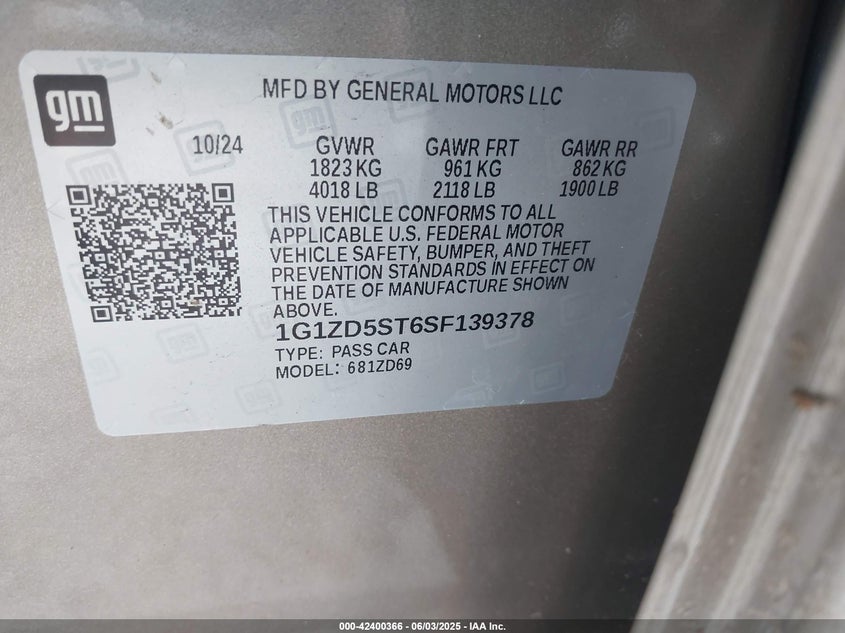 gm
MFD BY GENERAL MOTORS LLC
10/24 GVWR GAWR FRT GAWR RR
1823 KG 961 KG 862 KG
4018 LB 2118 LB 1900 LB
THIS VEHICLE CONFORMS TO ALL
APPLICABLE U.S. FEDERAL MOTOR
VEHICLE SAFETY, BUMPER, AND THEFT
PREVENTION STANDARDS IN EFFECT ON
THE DATE OF MANUFACTURE SHOWN
ABOVE.
1G1ZD5ST6SF139378
TYPE: PASS CAR
MODEL: 681ZD69
000-42400366 - 06/03/2025 - IAA Inc.